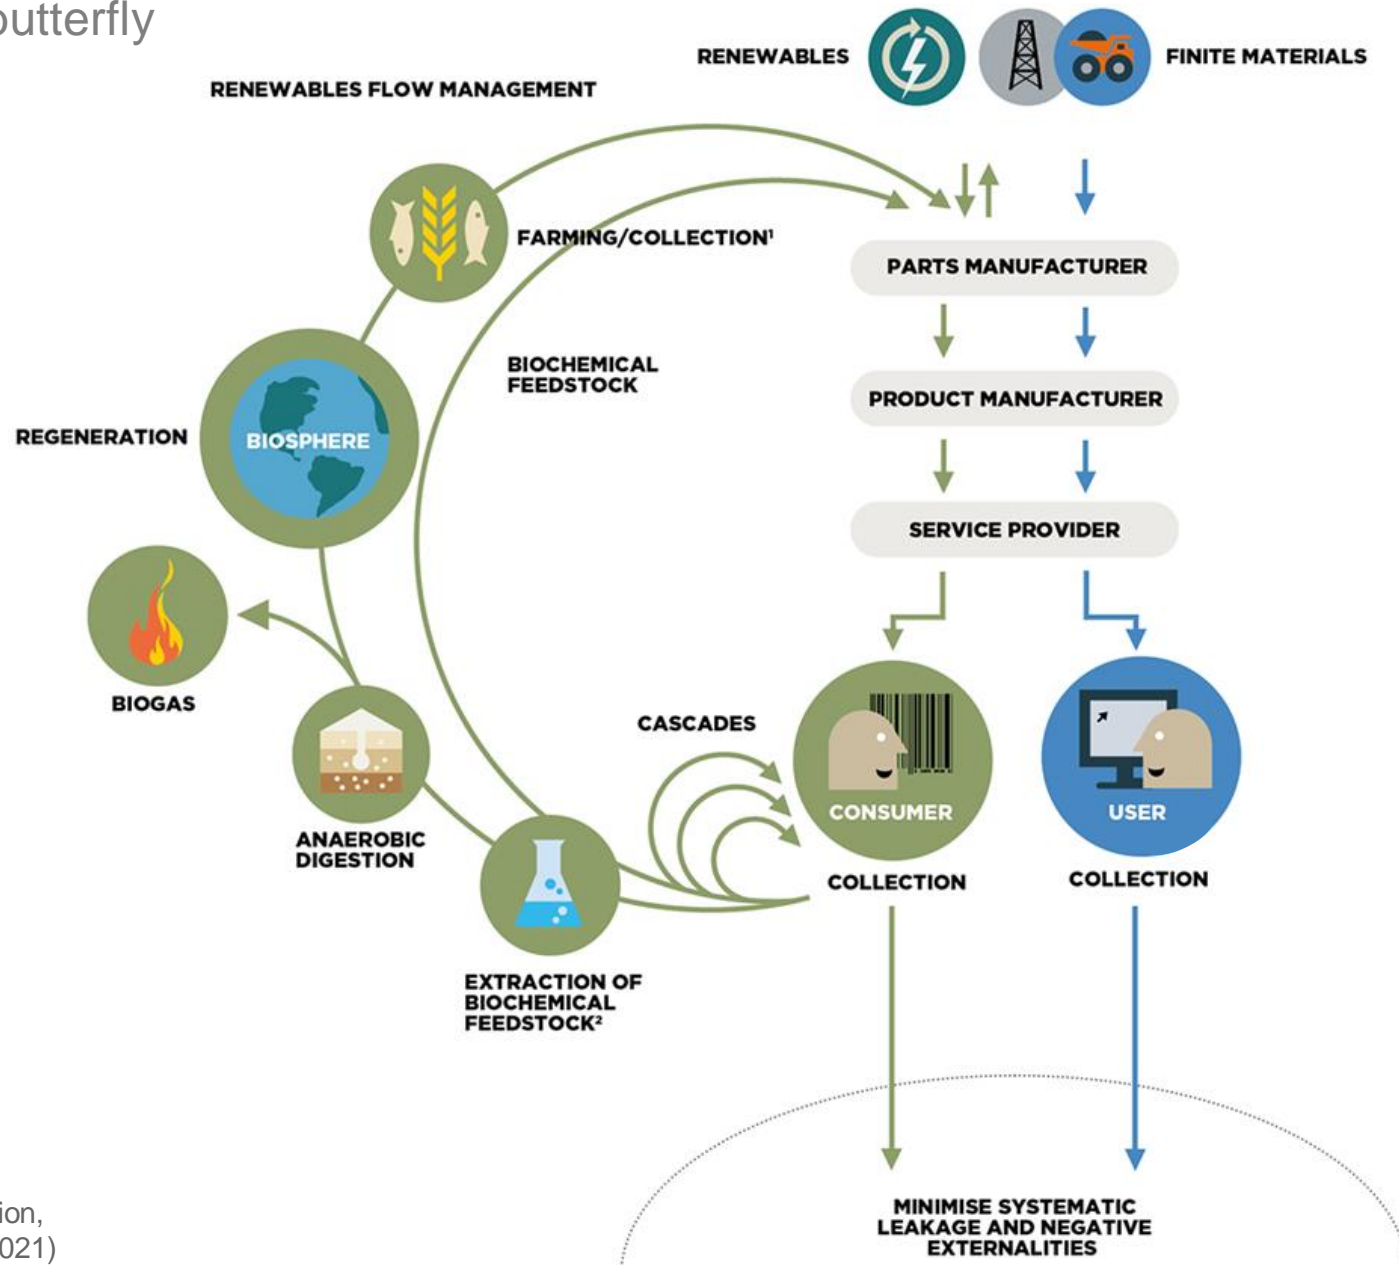 outterfly
RENEWABLES
FINITE MATERIALS
RENEWABLES FLOW MANAGEMENT
FARMING/COLLECTION¹
PARTS MANUFACTURER
BIOCHEMICAL
FEEDSTOCK
PRODUCT MANUFACTURER
REGENERATION
BIOSPHERE
SERVICE PROVIDER
BIOGAS
CASCADES
CONSUMER
USER
ANAEROBIC
DIGESTION
COLLECTION
COLLECTION
EXTRACTION OF
BIOCHEMICAL
FEEDSTOCK²
MINIMISE SYSTEMATIC
LEAKAGE AND NEGATIVE
EXTERNALITIES
ion,
021)